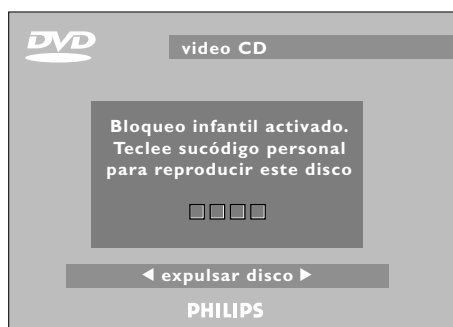 DVD
video CD
Bloqueo infantil activado.
Teclee sucódigo personal
para reproducir este disco
◀ expulsar disco ▶
PHILIPS